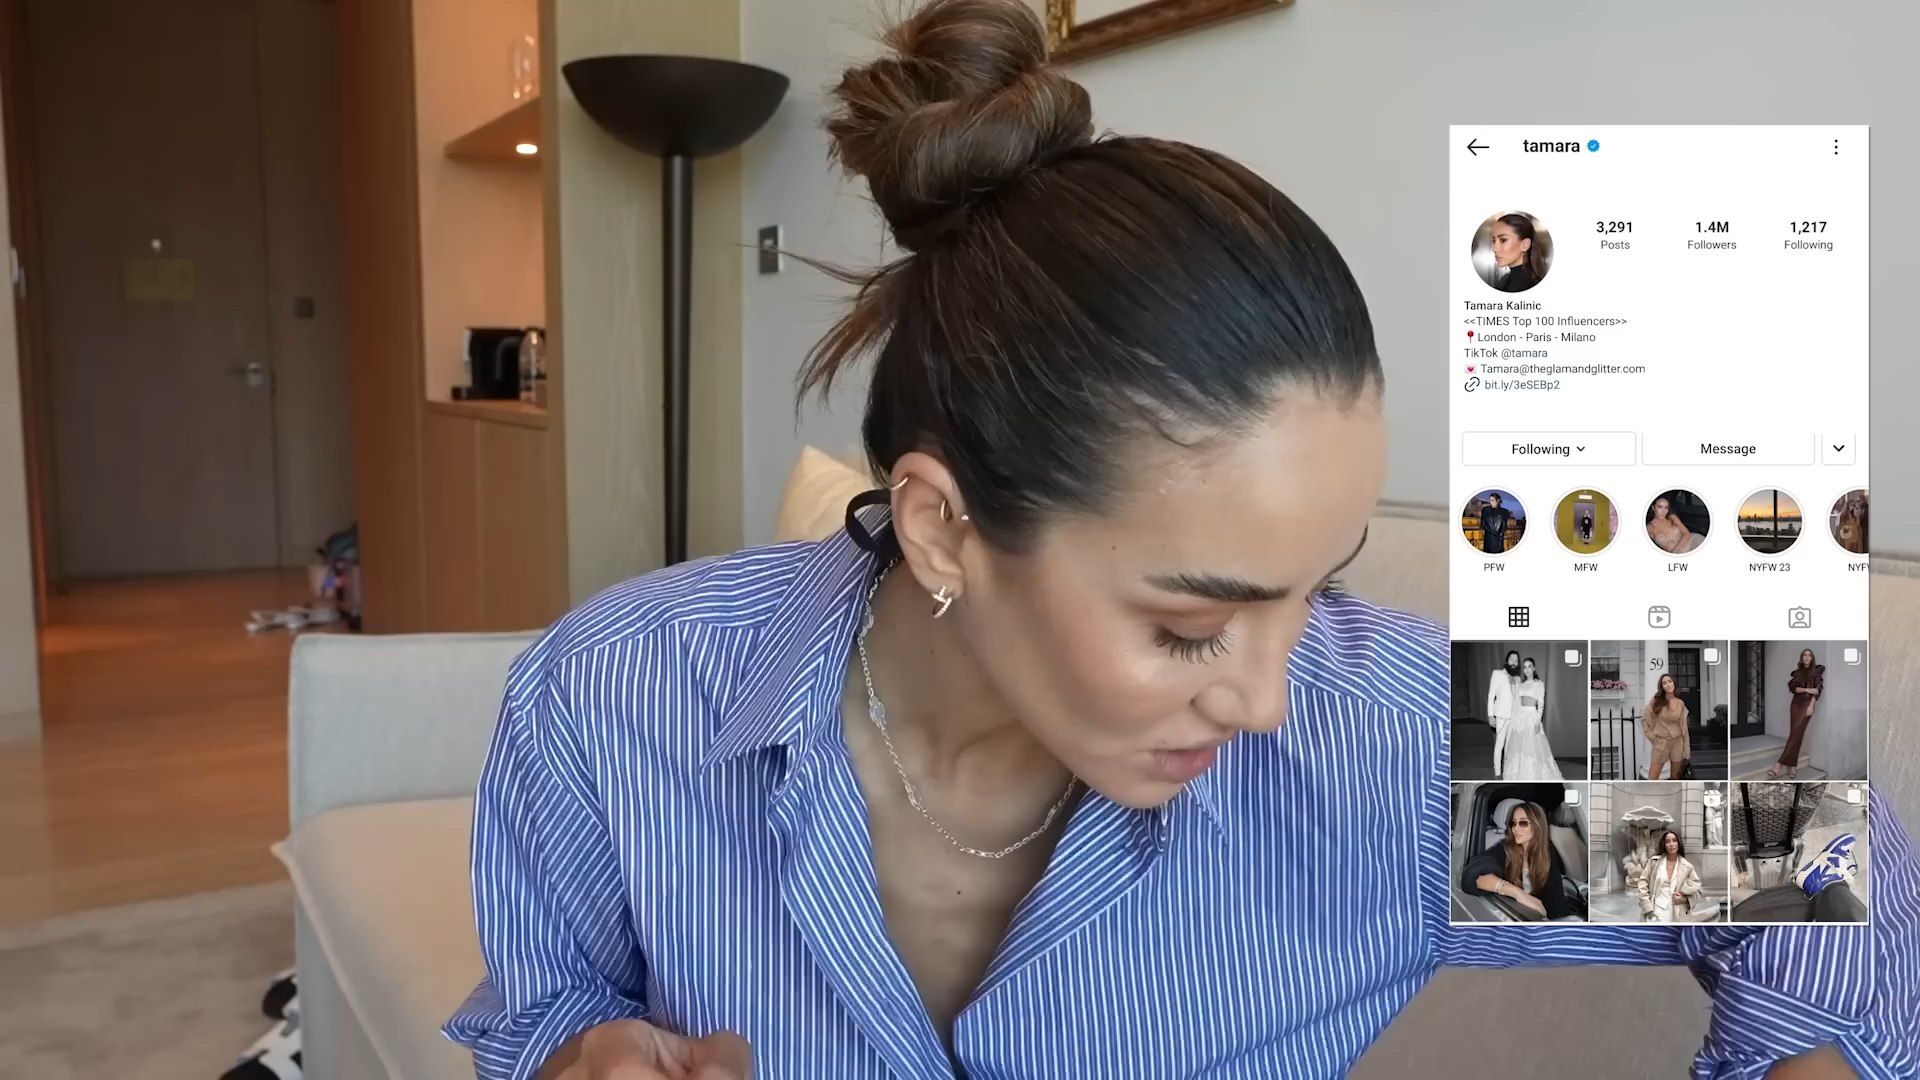 tamara
3,291 1.4M 1,217
Posts Followers Following
Tamara Kalinic
<<TIMES Top 100 Influencers>>
London - Paris - Milano
TikTok @tamara
Tamara@theglamandglitter.com
bit.ly/3eSEBp2
Following Message
PFW MFW LFW NYFW 23 NYF
59